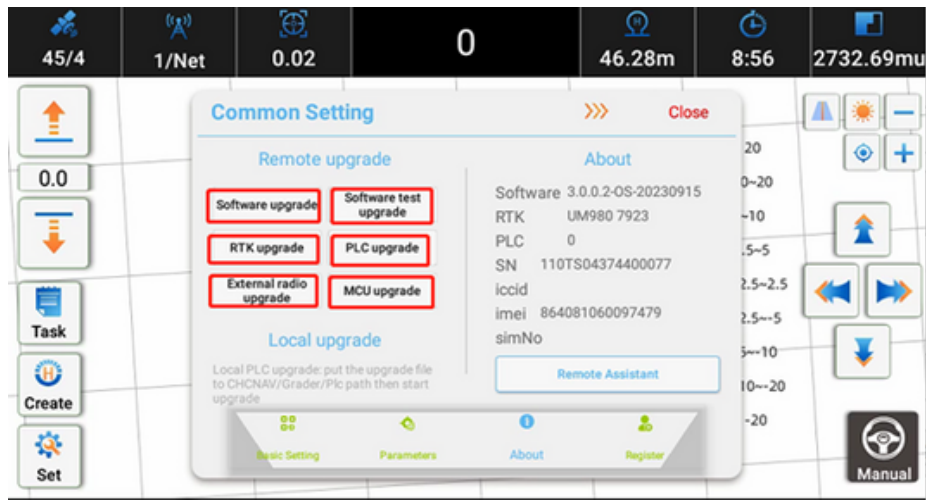 45/4
1/Net
0.02
0
46.28m
8:56
2732.69mu
Common Setting
>>>
Close
Remote upgrade
Software upgrade
Software test
upgrade
RTK upgrade
PLC upgrade
External radio
upgrade
MCU upgrade
Local upgrade
Local PLC upgrade: put the upgrade file
to CHCNAV/Grader/Plc path then start
upgrade
About
Software 3.0.0.2-OS-20230915
RTK UM980 7923
PLC 0
SN 110TS04374400077
iccid
imei 864081060097479
simNo
Remote Assistant
Basic Setting
Parameters
About
Register
0.0
Task
Create
Set
20
0~20
~10
.5~5
2.5~2.5
2.5~-5
5~-10
10~-20
-20
Manual